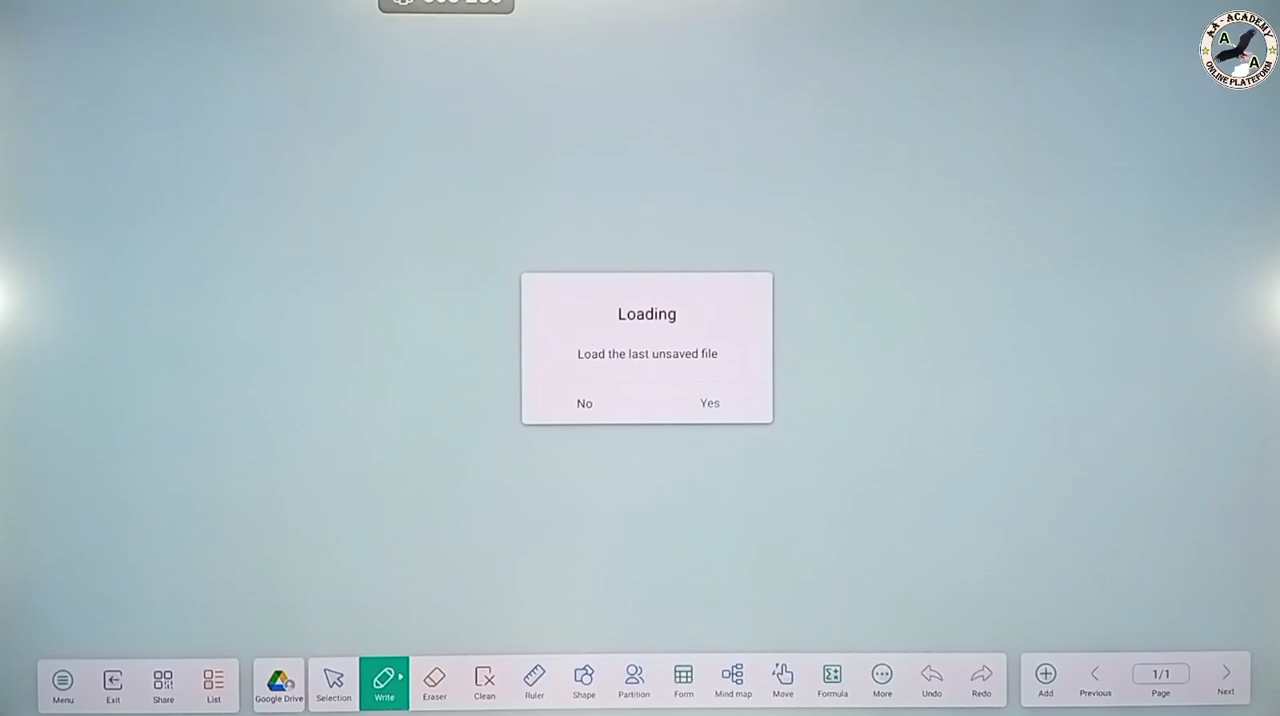 AA - ACADEMY
A
A
ONLINE PLATEFORM
Loading
Load the last unsaved file
No Yes
Menu Exit Share List Google Drive Selection Write Eraser Clean Ruler Shape Partition Form Mind map Move Formula More Undo Redo Add Previous 1/1 Page Next